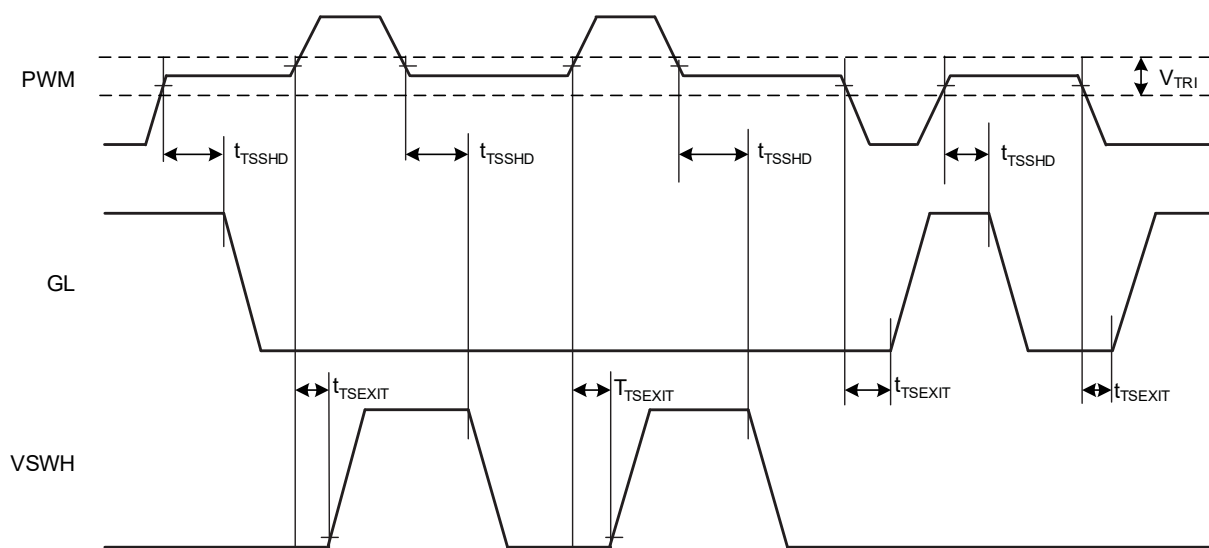 PWM
V_TRI
t_TSSHD
t_TSSHD
t_TSSHD
t_TSSHD
GL
t_TSEXIT
T_TSEXIT
t_TSEXIT
t_TSEXIT
VSWH